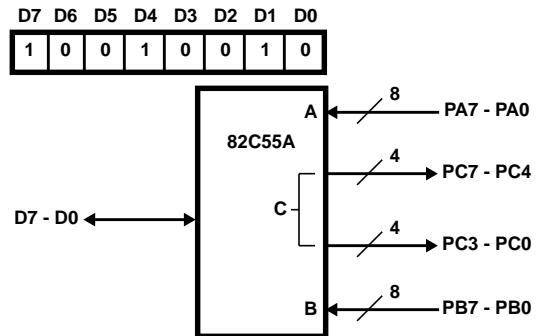 D7 D6 D5 D4 D3 D2 D1 D0
1 0 0 1 0 0 1 0
8
A PA7 - PA0
82C55A
4
PC7 - PC4
C
D7 - D0
4
PC3 - PC0
8
B PB7 - PB0